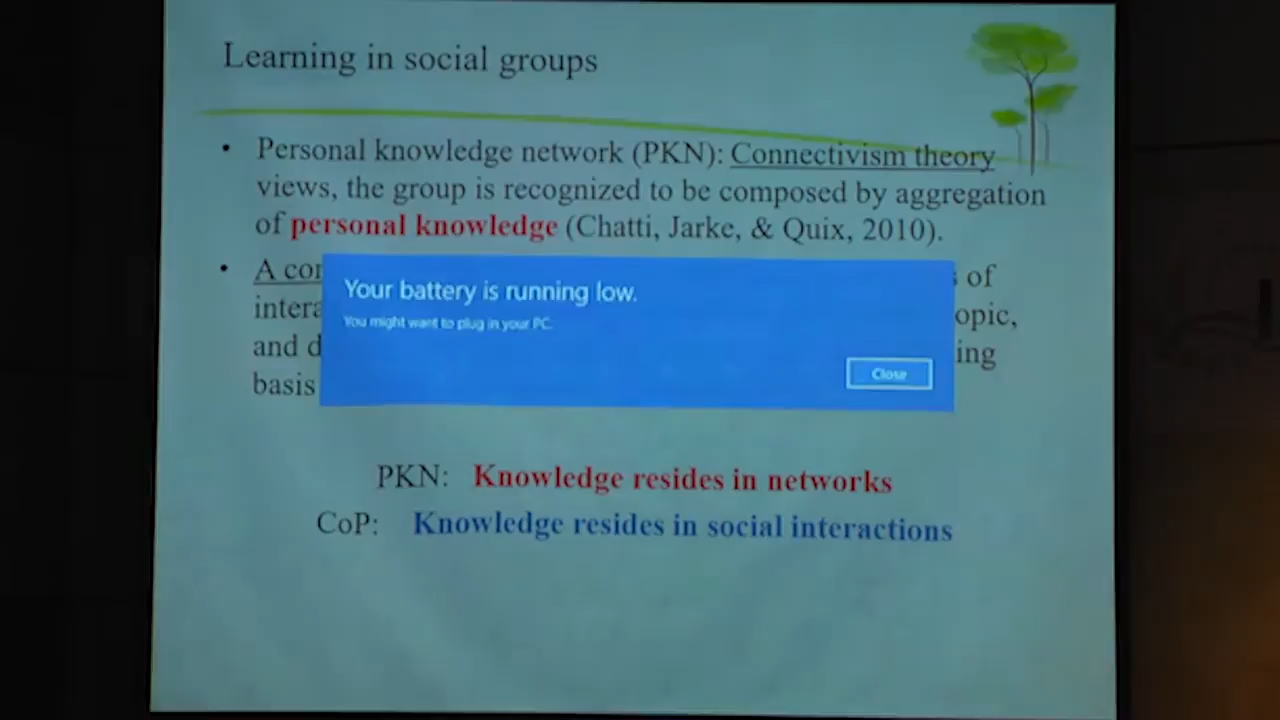 Learning in social groups
• Personal knowledge network (PKN): Connectivism theory
views, the group is recognized to be composed by aggregation
of personal knowledge (Chatti, Jarke, & Quix, 2010).
• A of
opic,
and ing
basis
Your battery is running low.
You might want to plug in your PC.
Close
PKN: Knowledge resides in networks
CoP: Knowledge resides in social interactions